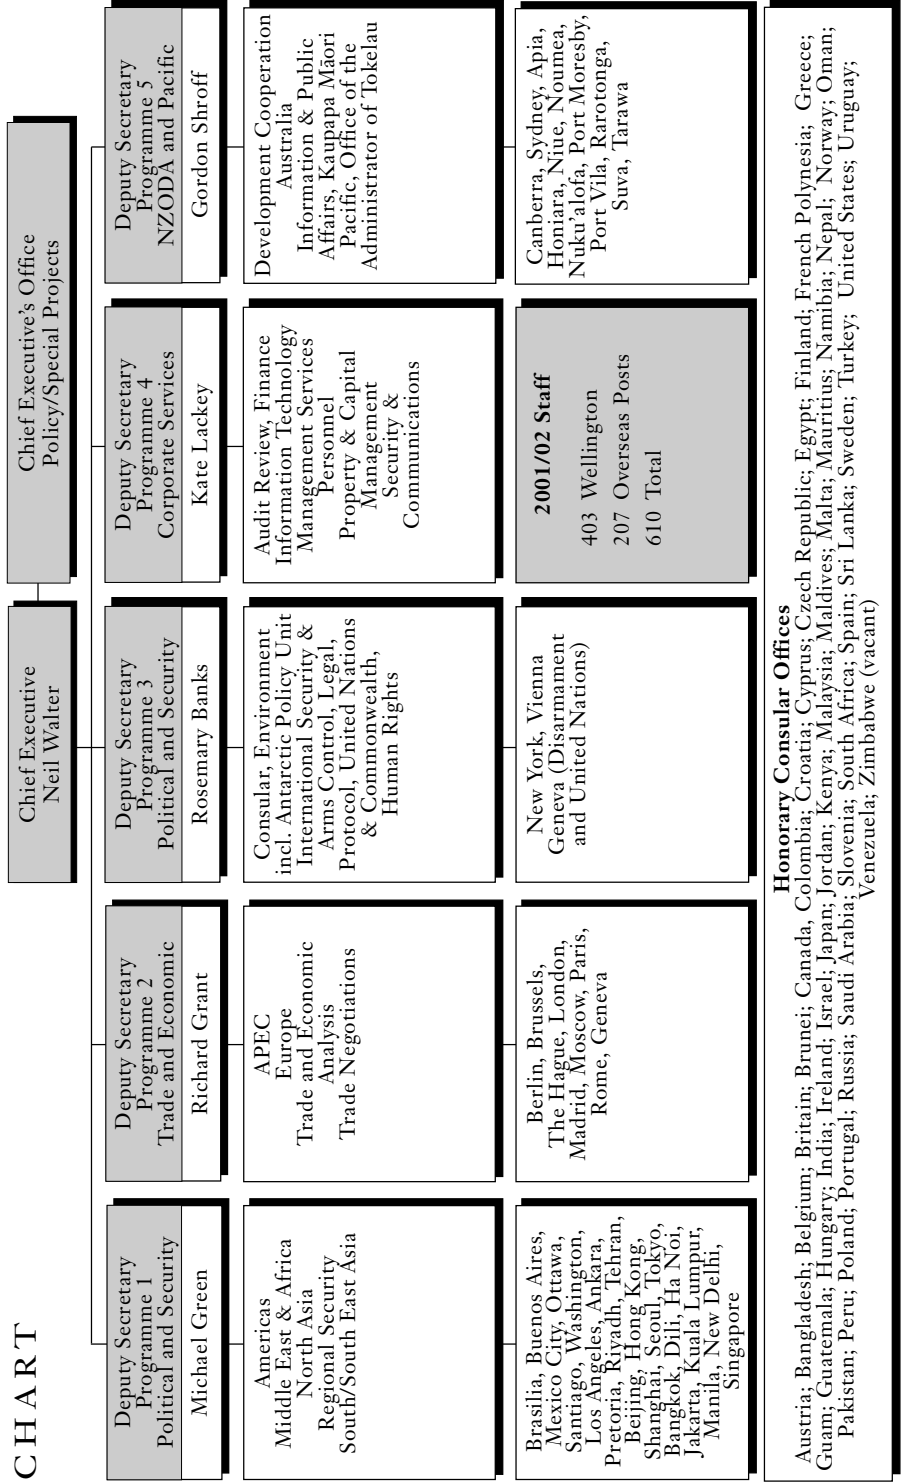 CHART
Chief Executive
Neil Walter
Chief Executive's Office
Policy/Special Projects
Deputy Secretary
Programme 1
Political and Security
Michael Green
Americas
Middle East & Africa
North Asia
Regional Security
South/South East Asia
Brasilia, Buenos Aires,
Mexico City, Ottawa,
Santiago, Washington,
Los Angeles, Ankara,
Pretoria, Riyadh, Tehran,
Beijing, Hong Kong,
Shanghai, Seoul, Tokyo,
Bangkok, Dili, Ha Noi,
Jakarta, Kuala Lumpur,
Manila, New Delhi,
Singapore
Deputy Secretary
Programme 2
Trade and Economic
Richard Grant
APEC
Europe
Trade and Economic
Analysis
Trade Negotiations
Berlin, Brussels,
The Hague, London,
Madrid, Moscow, Paris,
Rome, Geneva
Deputy Secretary
Programme 3
Political and Security
Rosemary Banks
Consular, Environment
incl. Antarctic Policy Unit
International Security &
Arms Control, Legal,
Protocol, United Nations
& Commonwealth,
Human Rights
New York, Vienna
Geneva (Disarmament
and United Nations)
Deputy Secretary
Programme 4
Corporate Services
Kate Lackey
Audit Review, Finance
Information Technology
Management Services
Personnel
Property & Capital
Management
Security &
Communications
2001/02 Staff
403 Wellington
207 Overseas Posts
610 Total
Deputy Secretary
Programme 5
NZODA and Pacific
Gordon Shroff
Development Cooperation
Australia
Information & Public
Affairs, Kaupapa Māori
Pacific, Office of the
Administrator of Tokelau
Canberra, Sydney, Apia,
Honiara, Niue, Noumea,
Nuku'alofa, Port Moresby,
Port Vila, Rarotonga,
Suva, Tarawa
Honorary Consular Offices
Austria; Bangladesh; Belgium; Britain; Brunei; Canada, Colombia; Croatia; Cyprus; Czech Republic; Egypt; Finland; French Polynesia; Greece;
Guam; Guatemala; Hungary; India; Ireland; Israel; Japan; Jordan; Kenya; Malaysia; Maldives; Malta; Mauritius; Namibia; Nepal; Norway; Oman;
Pakistan; Peru; Poland; Portugal; Russia; Saudi Arabia; Slovenia; South Africa; Spain; Sri Lanka; Sweden; Turkey; United States; Uruguay;
Venezuela; Zimbabwe (vacant)